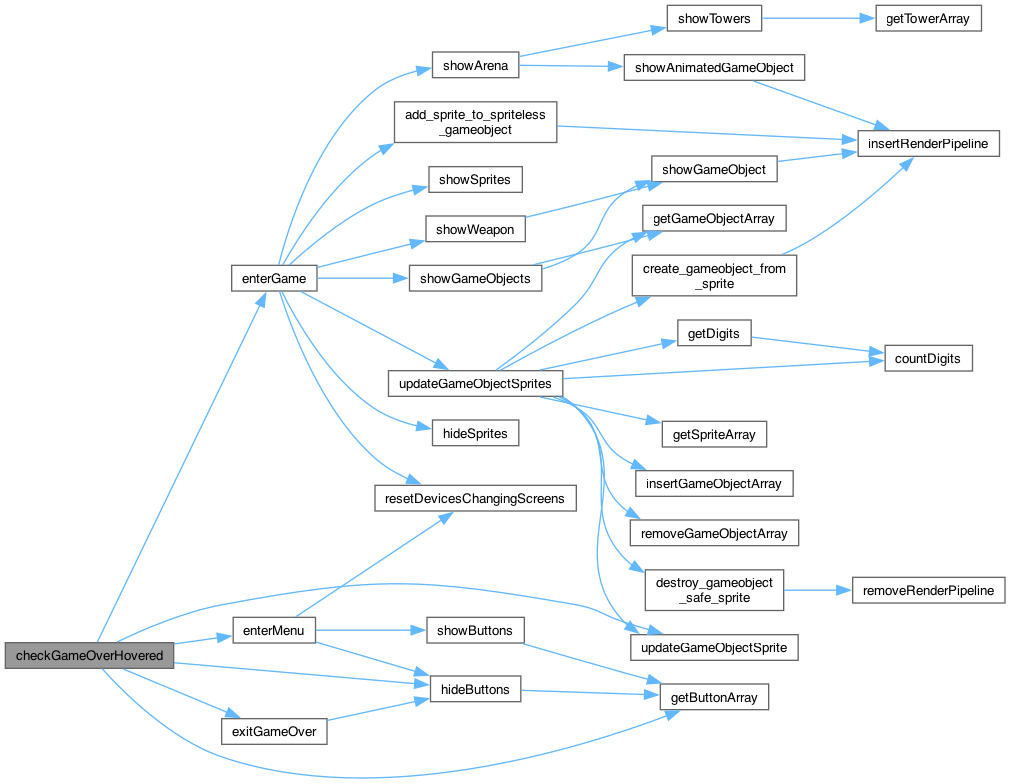 showTowers
getTowerArray
showArena
showAnimatedGameObject
add_sprite_to_spriteless
_gameobject
insertRenderPipeline
showGameObject
showSprites
getGameObjectArray
showWeapon
create_gameobject_from
_sprite
enterGame
showGameObjects
getDigits
countDigits
updateGameObjectSprites
getSpriteArray
hideSprites
insertGameObjectArray
resetDevicesChangingScreens
removeGameObjectArray
destroy_gameobject
_safe_sprite
removeRenderPipeline
enterMenu
showButtons
updateGameObjectSprite
checkGameOverHovered
hideButtons
getButtonArray
exitGameOver